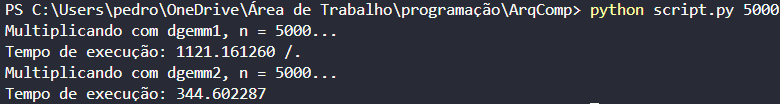 PS C:\Users\pedro\OneDrive\Área de Trabalho\programação\ArqComp> python script.py 5000
Multiplicando com dgemm1, n = 5000...
Tempo de execução: 1121.161260 /.
Multiplicando com dgemm2, n = 5000...
Tempo de execução: 344.602287